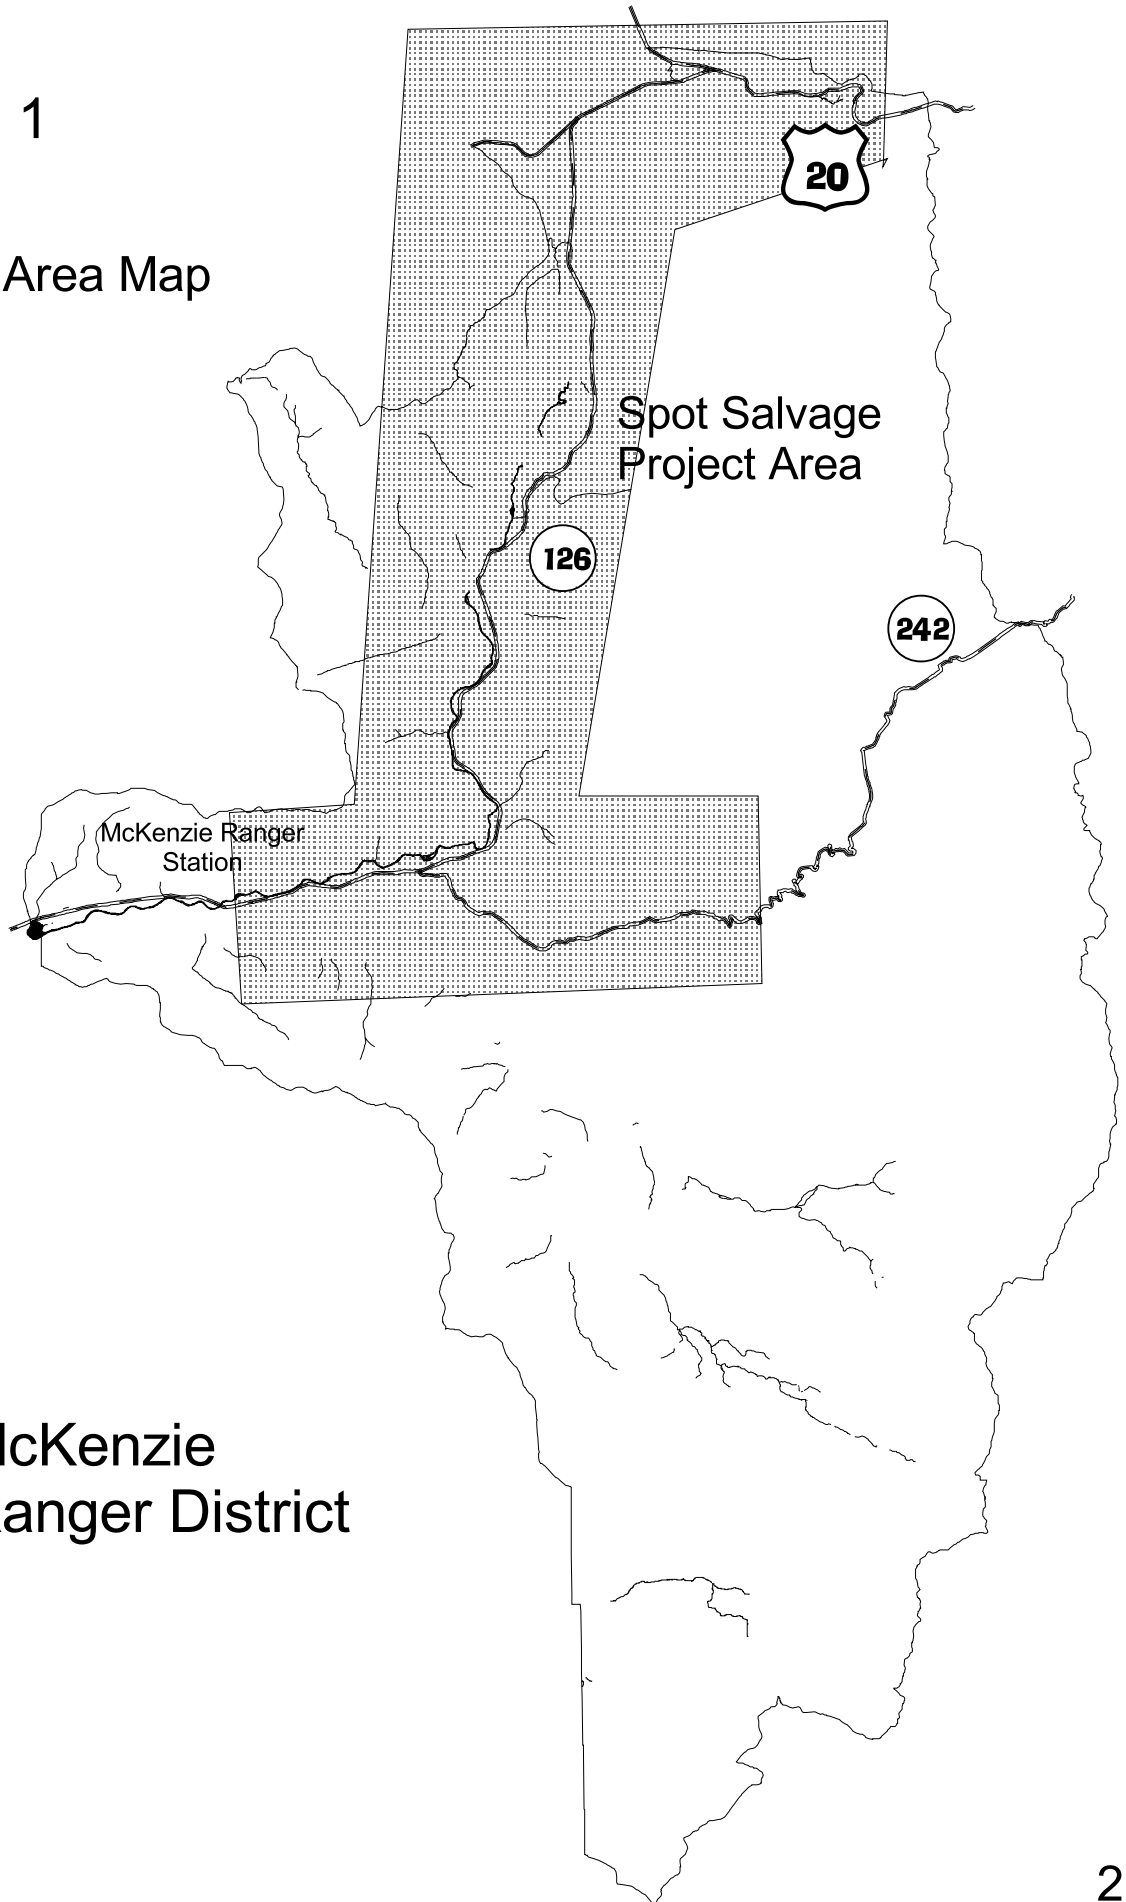 1
Area Map
20
Spot Salvage
Project Area
126
242
McKenzie Ranger
Station
cKenzie
anger District
2